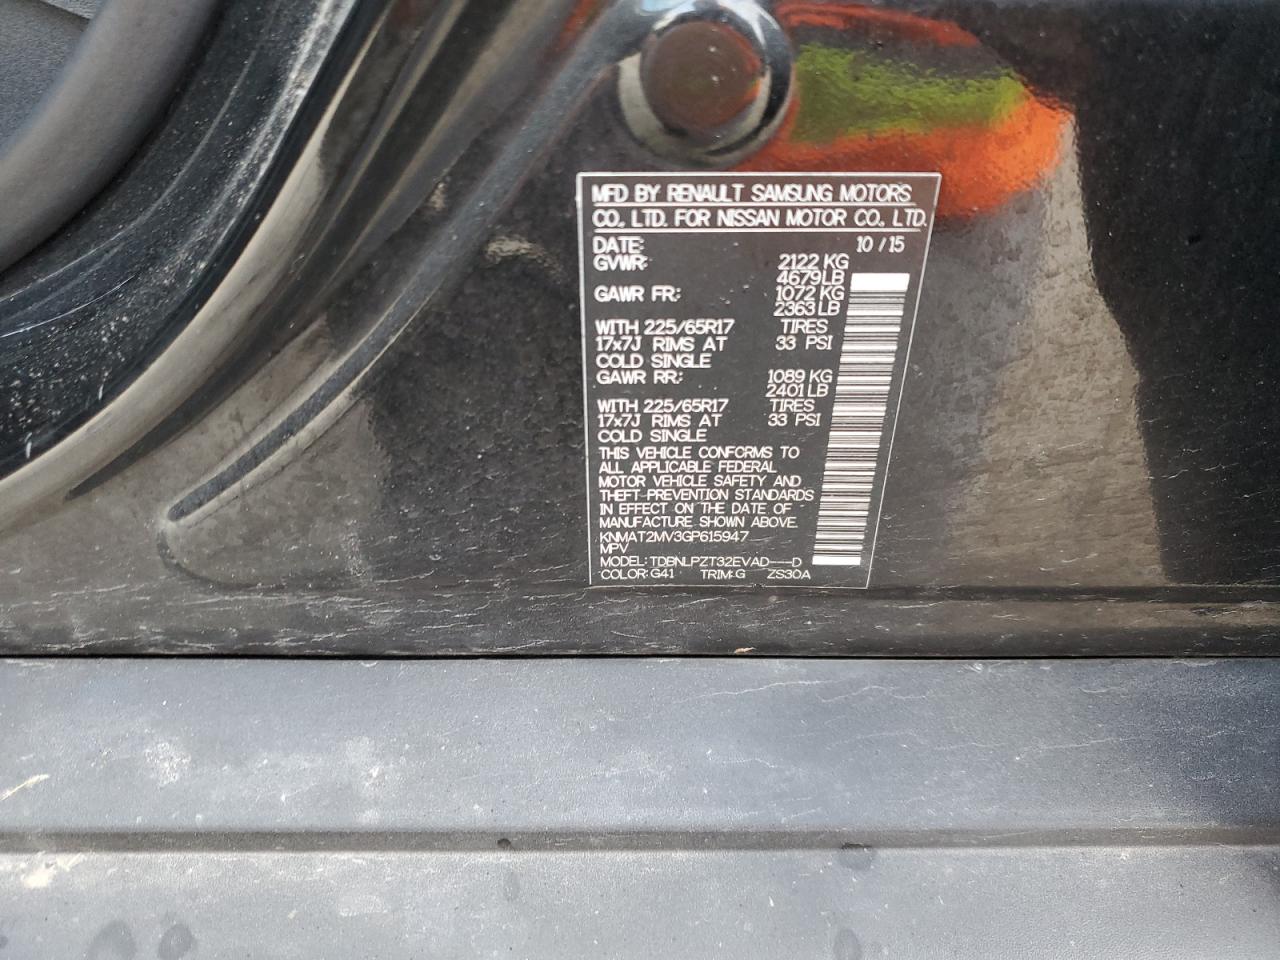 MFD BY RENAULT SAMSUNG MOTORS
CO., LTD. FOR NISSAN MOTOR CO., LTD.
DATE: 10 / 15
GVWR: 2122 KG
4679LB
GAWR FR: 1072 KG
2363 LB
WITH 225/65R17 TIRES
17x7J RIMS AT 33 PSI
COLD SINGLE
GAWR RR: 1089 KG
2401 LB
WITH 225/65R17 TIRES
17x7J RIMS AT 33 PSI
COLD SINGLE
THIS VEHICLE CONFORMS TO
ALL APPLICABLE FEDERAL
MOTOR VEHICLE SAFETY AND
THEFT PREVENTION STANDARDS
IN EFFECT ON THE DATE OF
MANUFACTURE SHOWN ABOVE.
KNMAT2MV3GP615947
MPV
MODEL: TDBNLPZT32EVAD---D
COLOR: G41 TRIM: G ZS30A